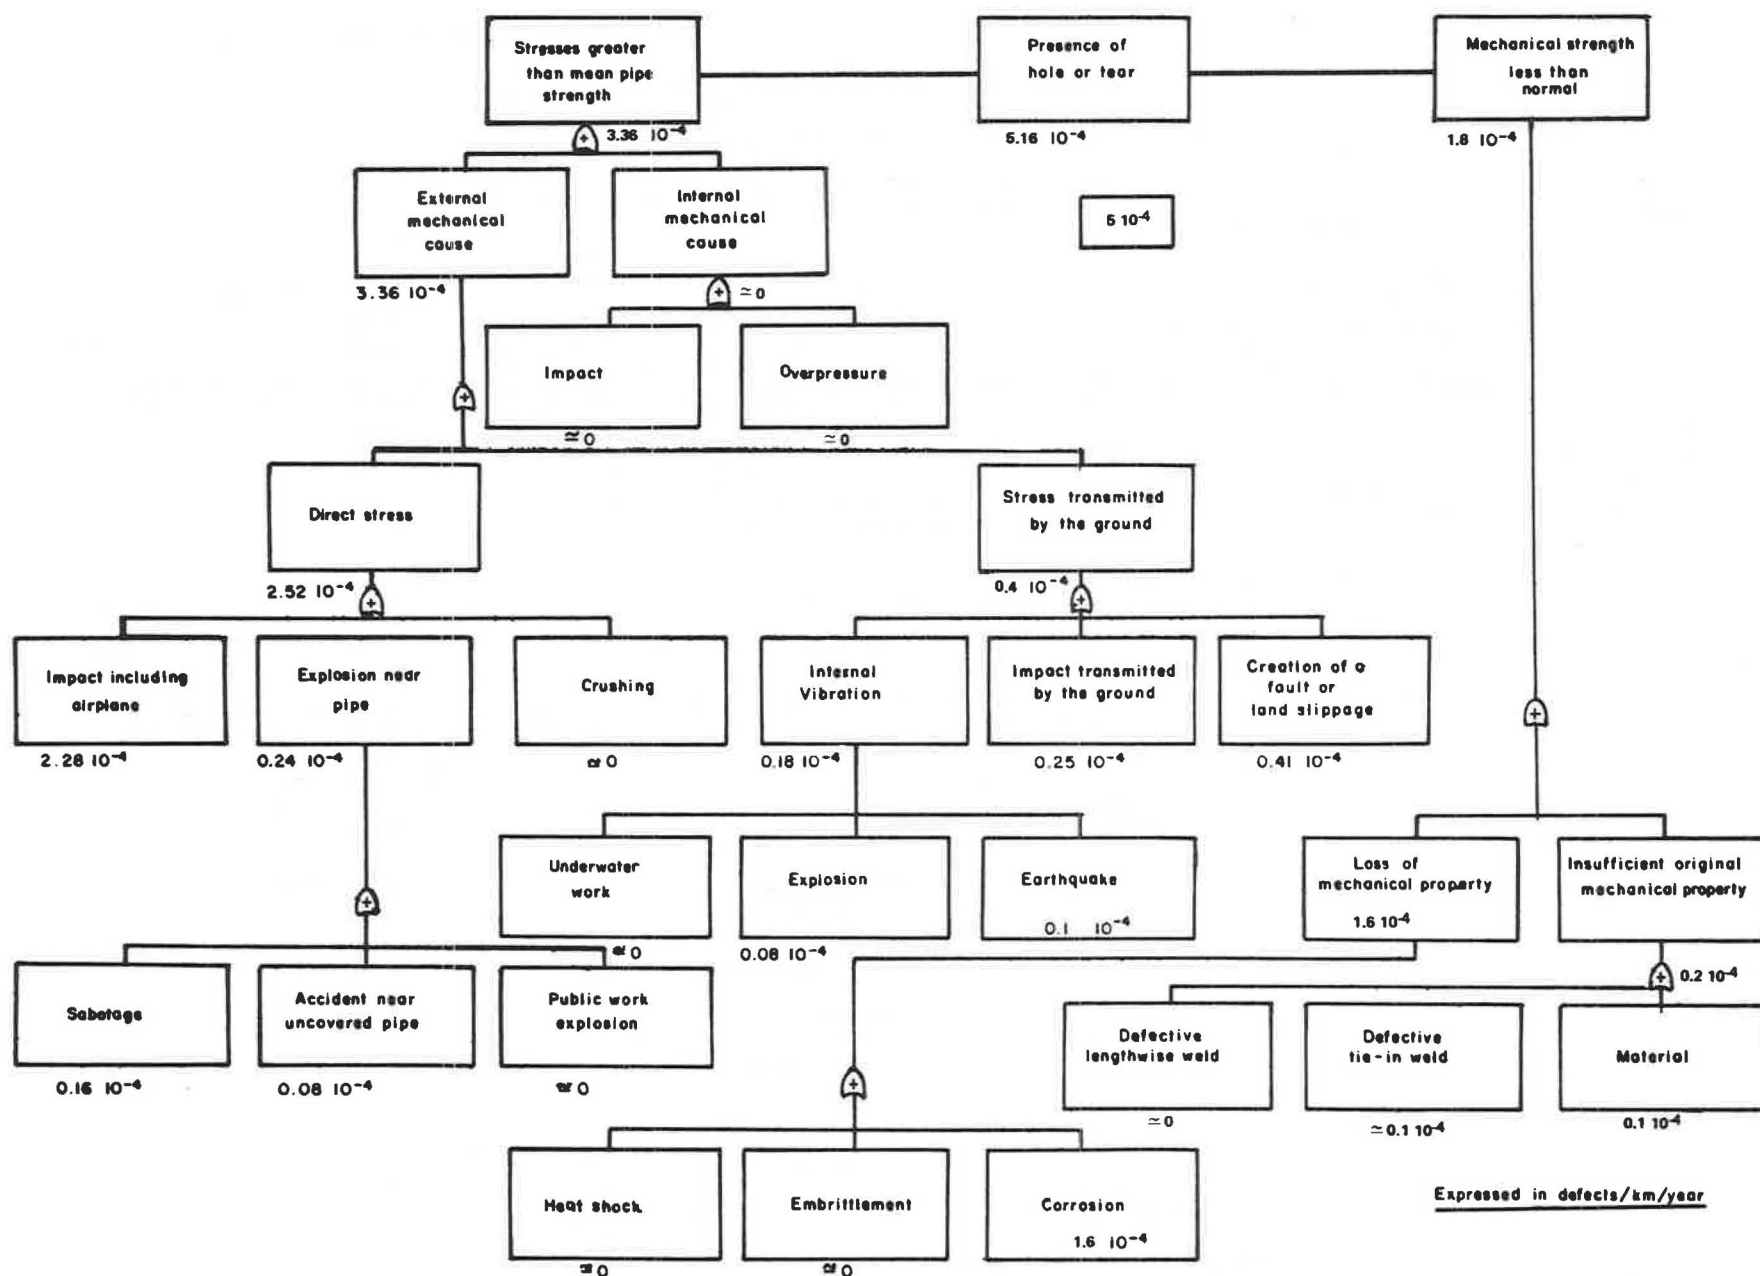 Stresses greater
than mean pipe
strength
3.36 10⁻⁴
Presence of
hole or tear
5.16 10⁻⁴
Mechanical strength
less than
normal
1.8 10⁻⁴
5 10⁻⁴
External
mechanical
cause
3.36 10⁻⁴
Internal
mechanical
cause
≃ 0
Impact
≃ 0
Overpressure
≃ 0
Direct stress
2.52 10⁻⁴
Stress transmitted
by the ground
0.4 10⁻⁴
Impact including
airplane
2.28 10⁻⁴
Explosion near
pipe
0.24 10⁻⁴
Crushing
≃ 0
Internal
Vibration
0.18 10⁻⁴
Impact transmitted
by the ground
0.25 10⁻⁴
Creation of a
fault or
land slippage
0.41 10⁻⁴
Underwater
work
≃ 0
Explosion
0.08 10⁻⁴
Earthquake
0.1 10⁻⁴
Loss of
mechanical property
1.6 10⁻⁴
Insufficient original
mechanical property
0.2 10⁻⁴
Sabotage
0.16 10⁻⁴
Accident near
uncovered pipe
0.08 10⁻⁴
Public work
explosion
≃ 0
Defective
lengthwise weld
≃ 0
Defective
tie-in weld
≃ 0.1 10⁻⁴
Material
0.1 10⁻⁴
Heat shock
≃ 0
Embrittlement
≃ 0
Corrosion
1.6 10⁻⁴
Expressed in defects/km/year
+
+
+
+
+
+
+
+
+